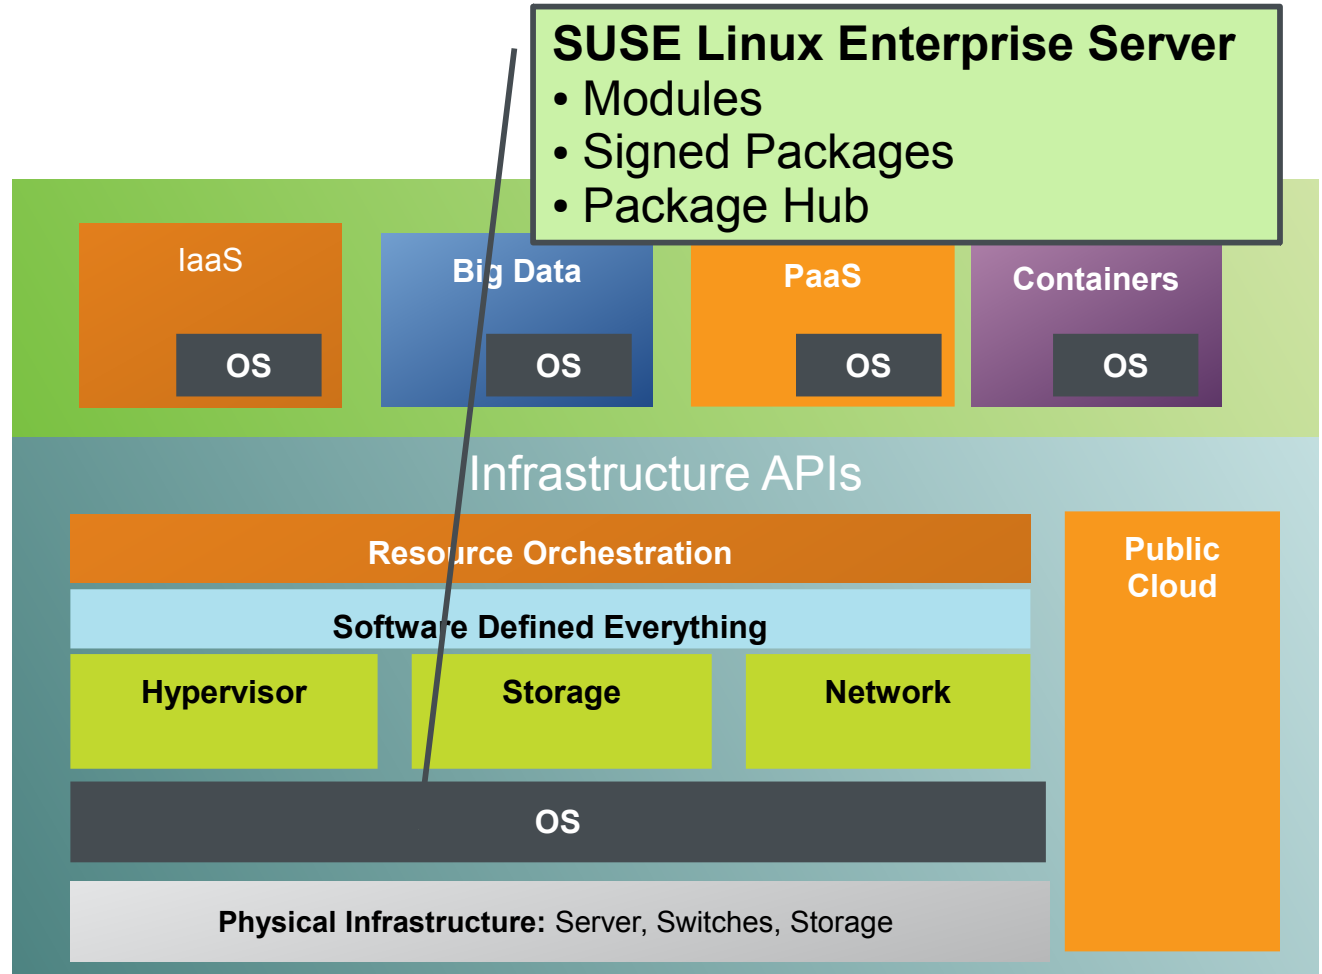 SUSE Linux Enterprise Server
• Modules
• Signed Packages
• Package Hub
IaaS
OS
Big Data
OS
PaaS
OS
Containers
OS
Infrastructure APIs
Resource Orchestration
Software Defined Everything
Hypervisor
Storage
Network
OS
Physical Infrastructure: Server, Switches, Storage
Public
Cloud